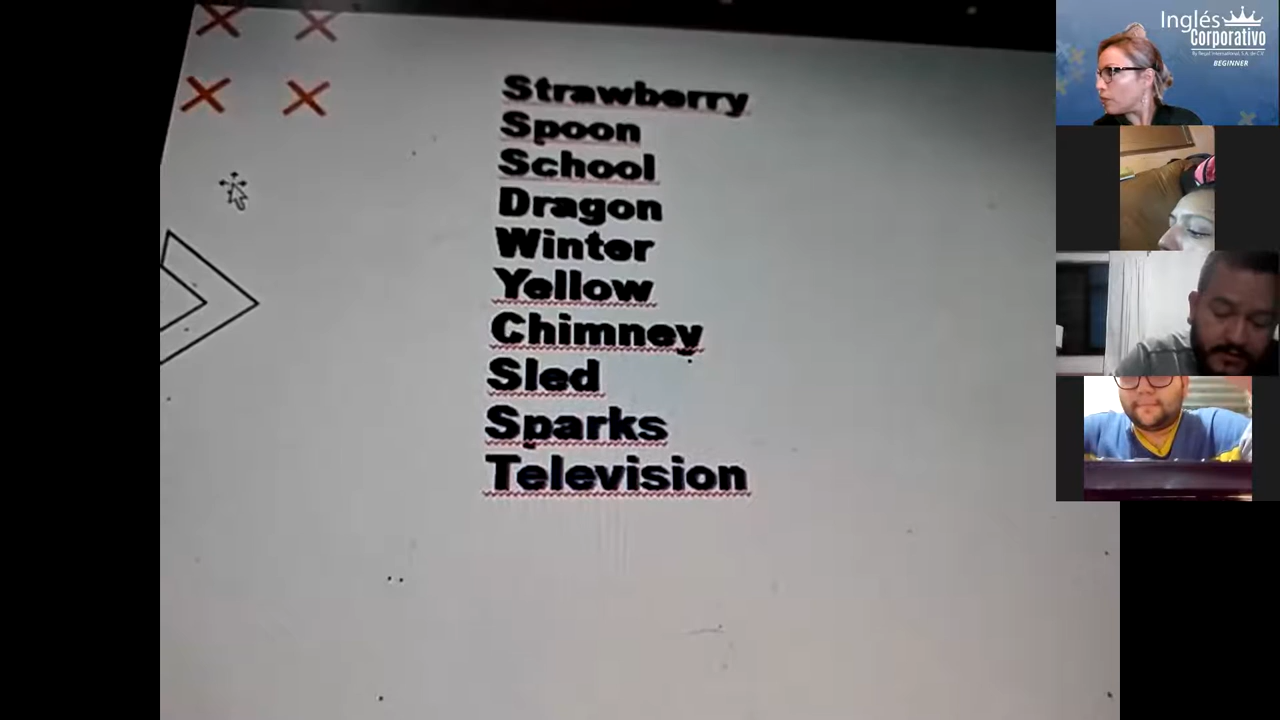 Strawberry
Spoon
School
Dragon
Winter
Yellow
Chimney
Sled
Sparks
Television
Inglés
Corporativo
BEGINNER